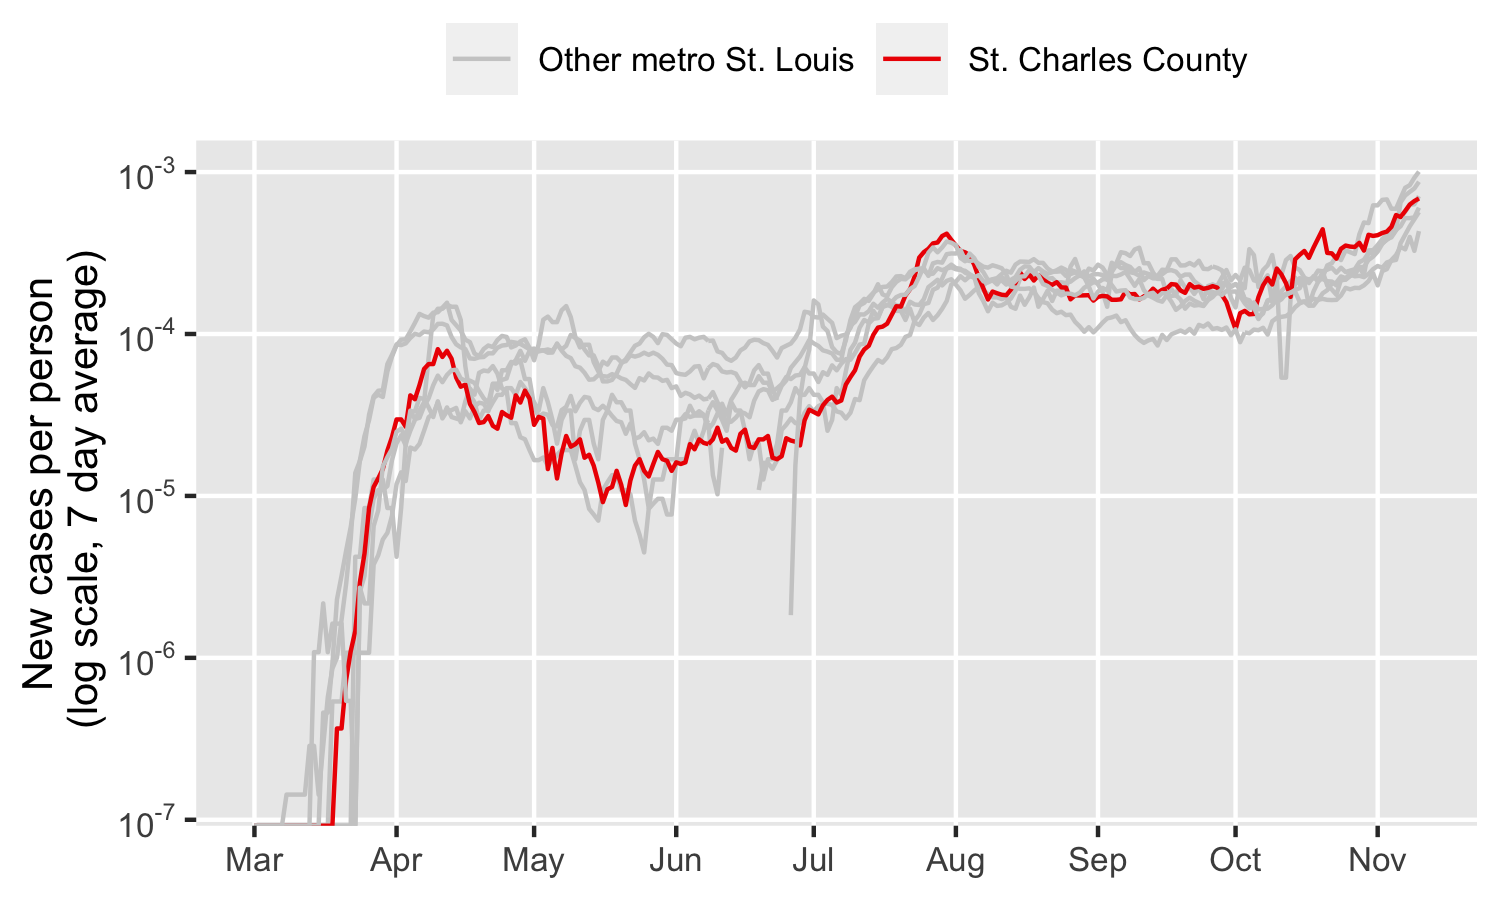 Other metro St. Louis St. Charles County
New cases per person
(log scale, 7 day average)
10⁻³
10⁻⁴
10⁻⁵
10⁻⁶
10⁻⁷
Mar Apr May Jun Jul Aug Sep Oct Nov